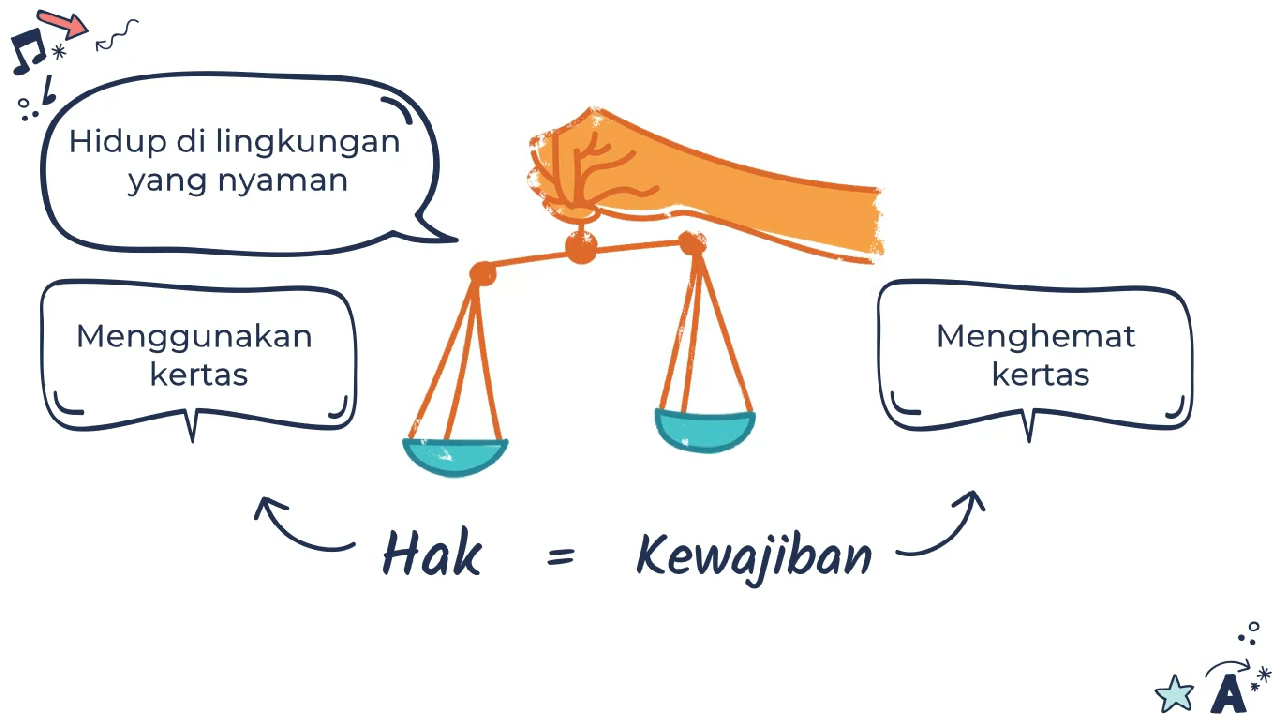 Hidup di lingkungan
yang nyaman
Menggunakan
kertas
Menghemat
kertas
Hak = Kewajiban
A